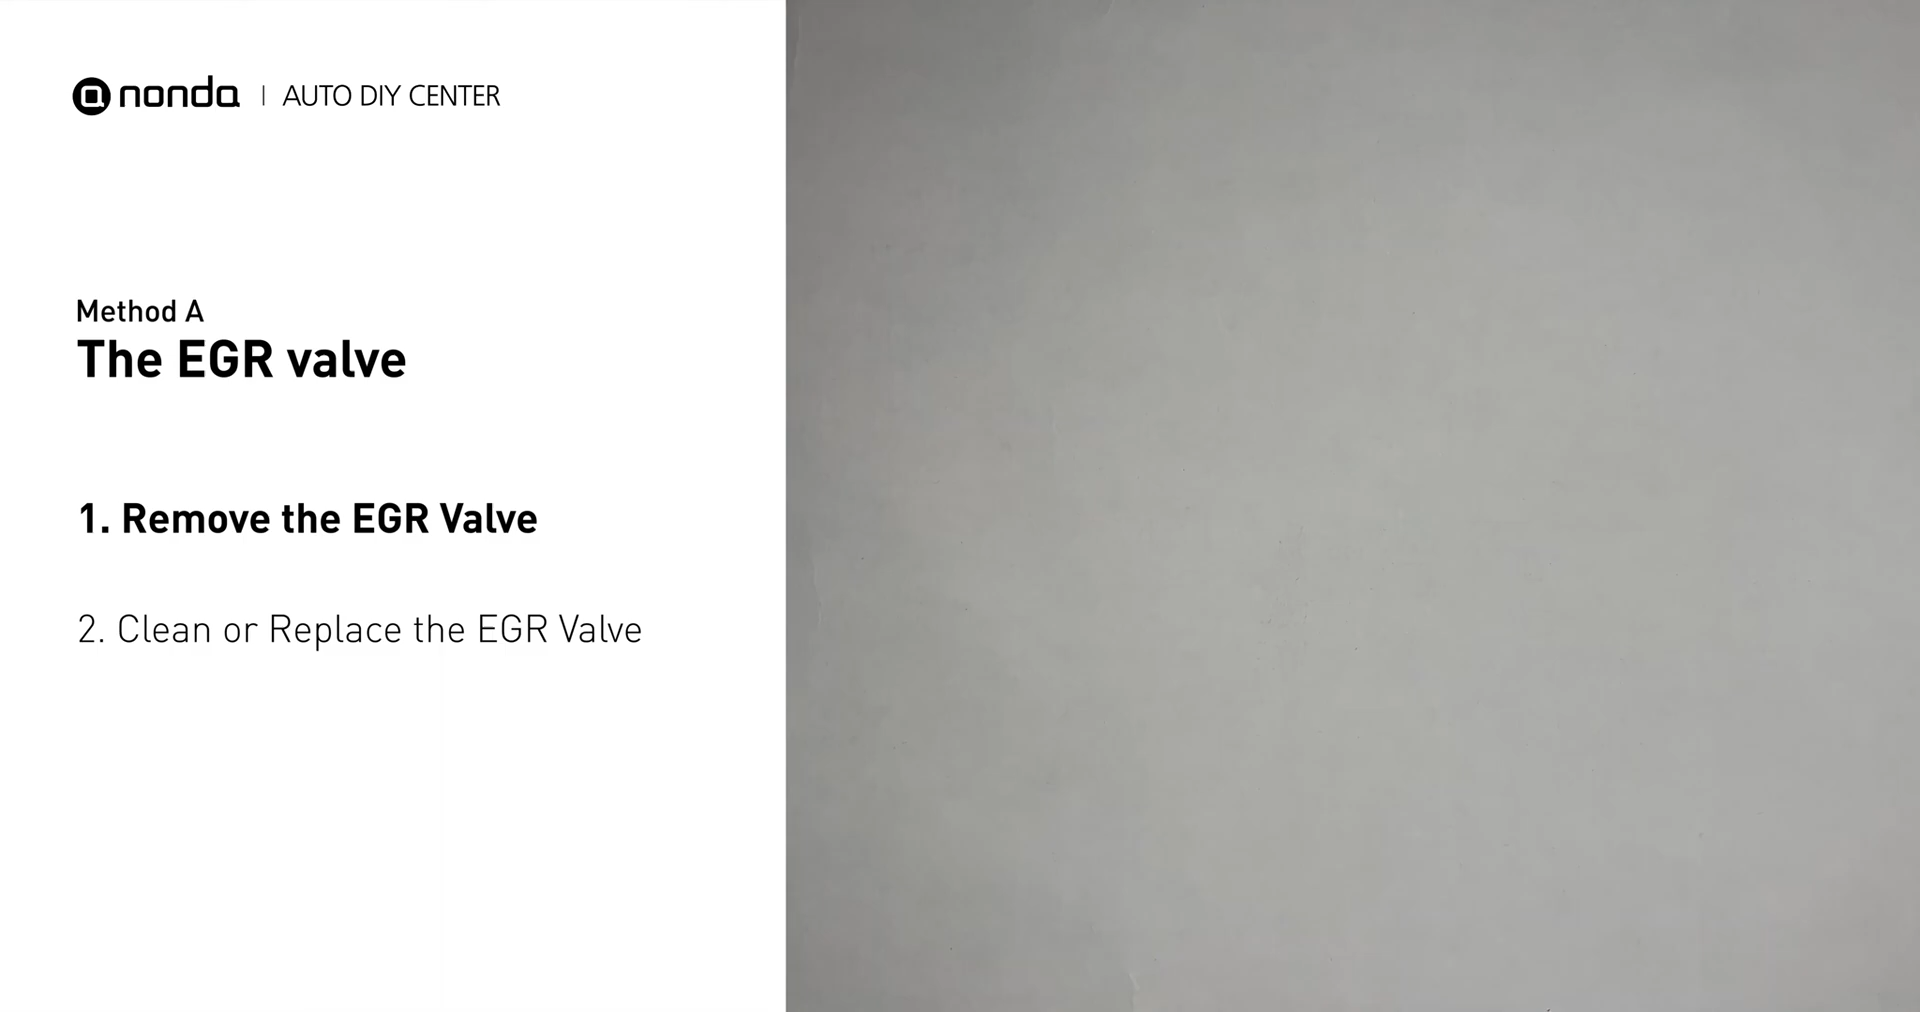 nonda | AUTO DIY CENTER
Method A
The EGR valve
1. Remove the EGR Valve
2. Clean or Replace the EGR Valve